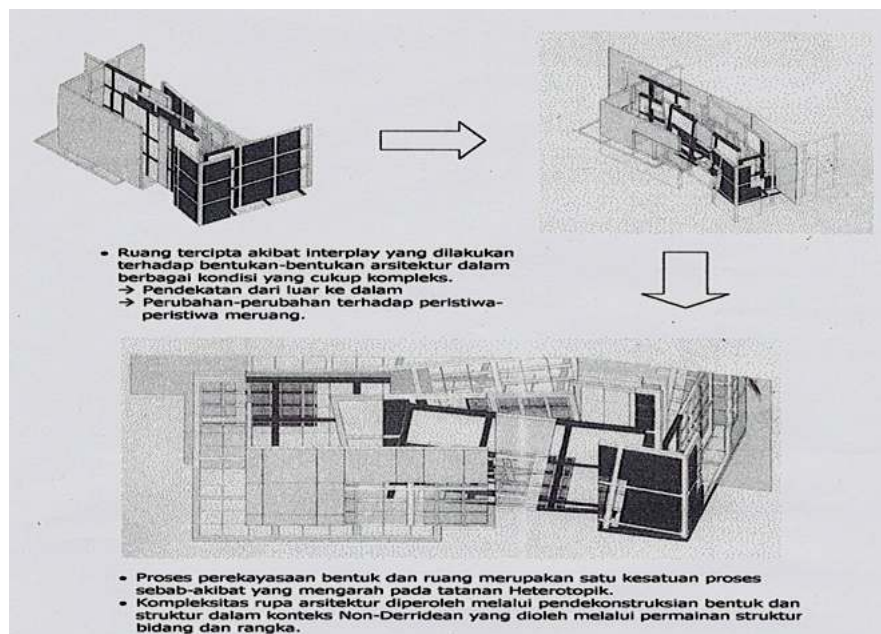 • Ruang tercipta akibat interplay yang dilakukan
terhadap bentukan-bentukan arsitektur dalam
berbagai kondisi yang cukup kompleks.
→ Pendekatan dari luar ke dalam
→ Perubahan-perubahan terhadap peristiwa-
peristiwa meruang.
• Proses perekayasaan bentuk dan ruang merupakan satu kesatuan proses
sebab-akibat yang mengarah pada tatanan Heterotopik.
• Kompleksitas rupa arsitektur diperoleh melalui pendekonstruksian bentuk dan
struktur dalam konteks Non-Derridean yang dioleh melalui permainan struktur
bidang dan rangka.